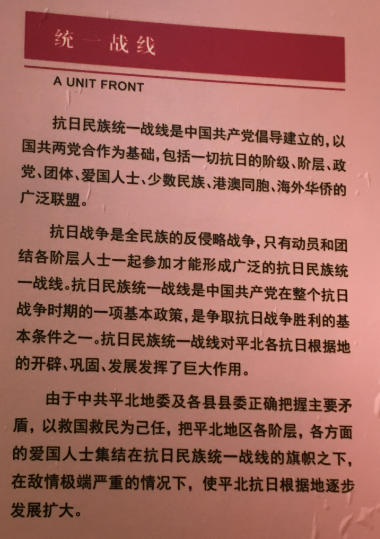 统一战线
A UNIT FRONT
抗日民族统一战线是中国共产党倡导建立的，以
国共两党合作为基础，包括一切抗日的阶级、阶层、政
党、团体、爱国人士、少数民族、港澳同胞、海外华侨的
广泛联盟。
抗日战争是全民族的反侵略战争，只有动员和团
结各阶层人士一起参加才能形成广泛的抗日民族统
一战线。抗日民族统一战线是中国共产党在整个抗日
战争时期的一项基本政策，是争取抗日战争胜利的基
本条件之一。抗日民族统一战线对平北各抗日根据地
的开辟、巩固、发展发挥了巨大作用。
由于中共平北地委及各县县委正确把握主要矛
盾，以救国救民为己任，把平北地区各阶层，各方面
的爱国人士集结在抗日民族统一战线的旗帜之下，
在敌情极端严重的情况下，使平北抗日根据地逐步
发展扩大。